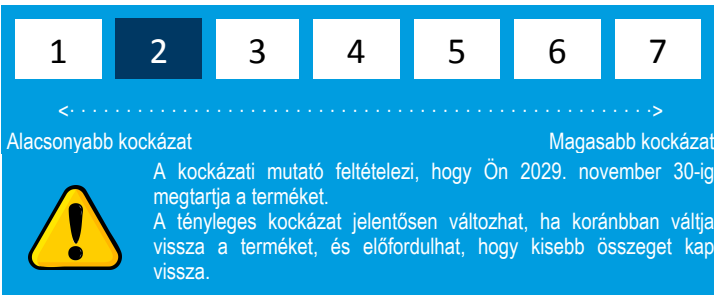 1 2 3 4 5 6 7
<· · · · · · · · · · · · · · · · · · · · · · · · · · · · · · · · · · · · · · · · · · · · · · · · · · · ·>
Alacsonyabb kockázat Magasabb kockázat
A kockázati mutató feltételezi, hogy Ön 2029. november 30-ig
megtartja a terméket.
A tényleges kockázat jelentősen változhat, ha koránbban váltja
vissza a terméket, és előfordulhat, hogy kisebb összeget kap
vissza.